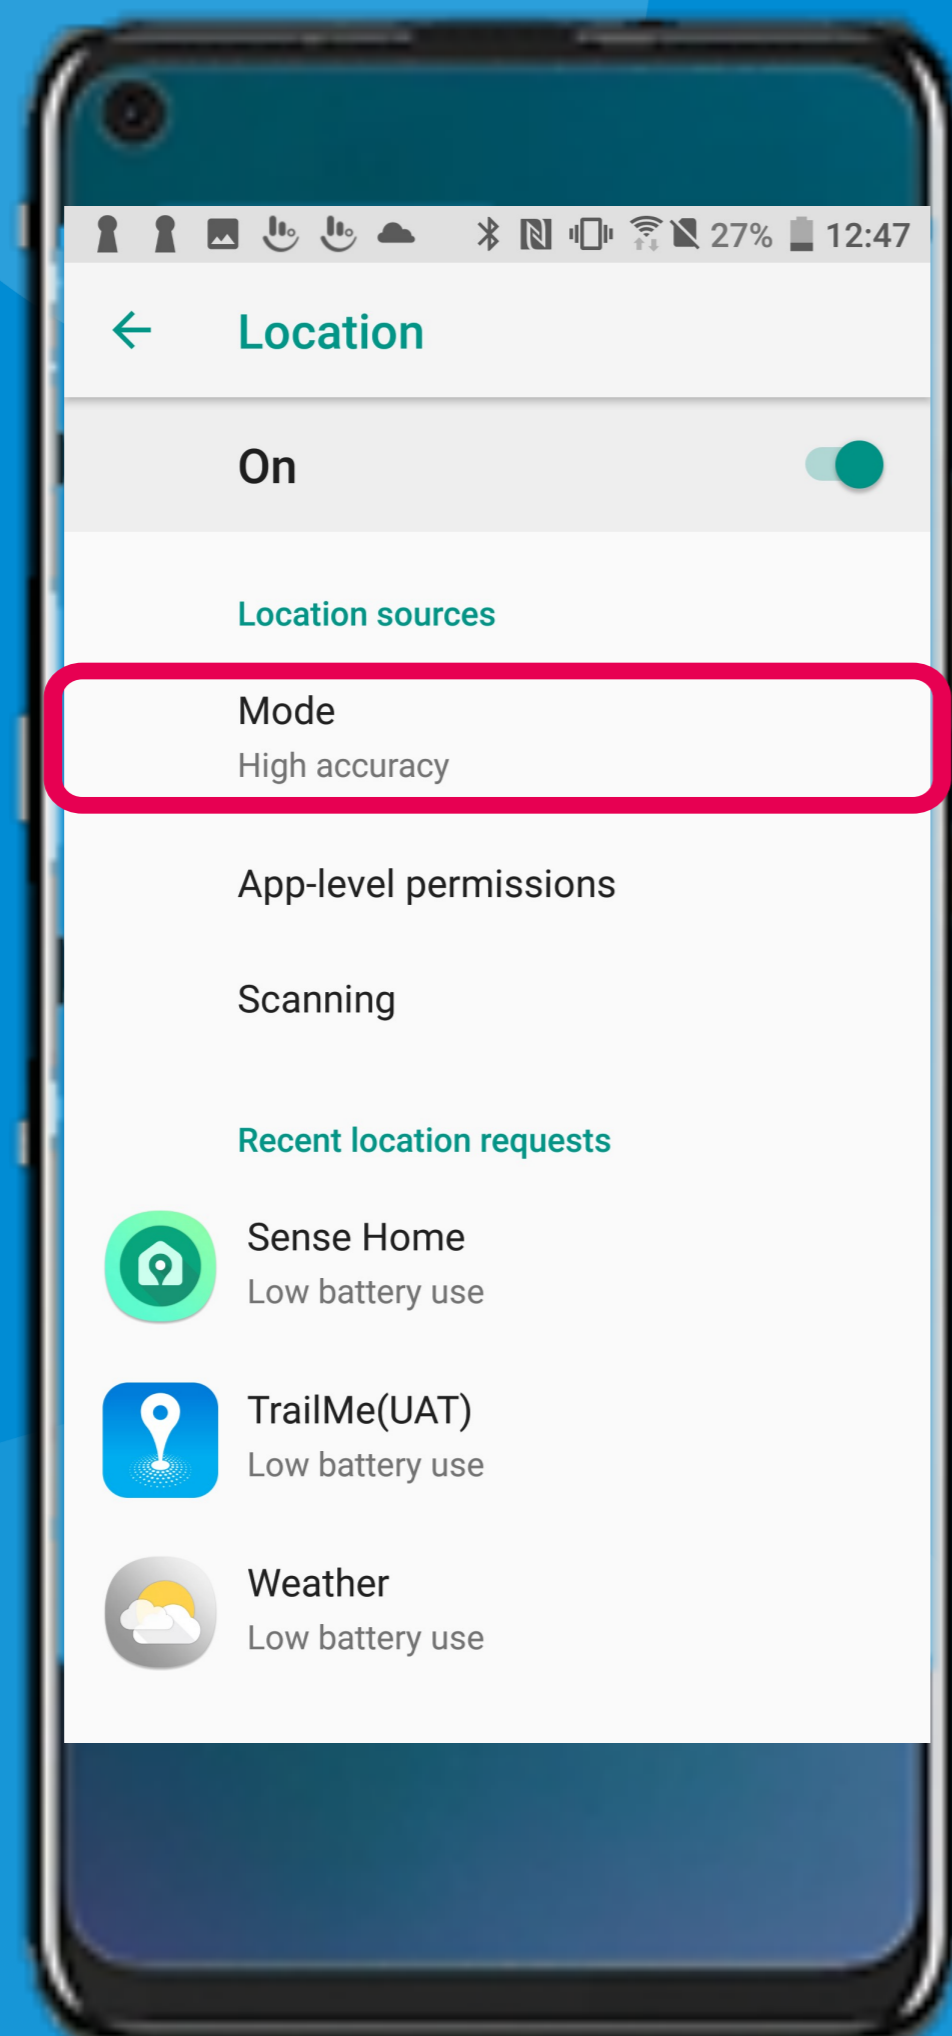 27% 12:47
Location
On
Location sources
Mode
High accuracy
App-level permissions
Scanning
Recent location requests
Sense Home
Low battery use
TrailMe(UAT)
Low battery use
Weather
Low battery use